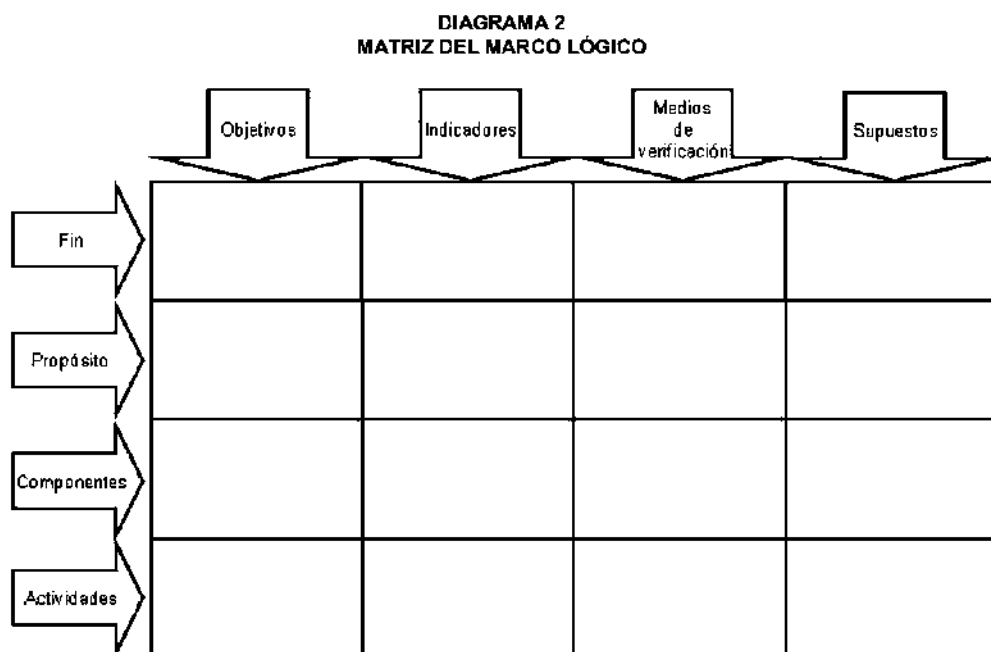 DIAGRAMA 2
MATRIZ DEL MARCO LÓGICO
Objetivos
Indicadores
Medios
de
verificación
Supuestos
Fin
Propósito
Componentes
Actividades